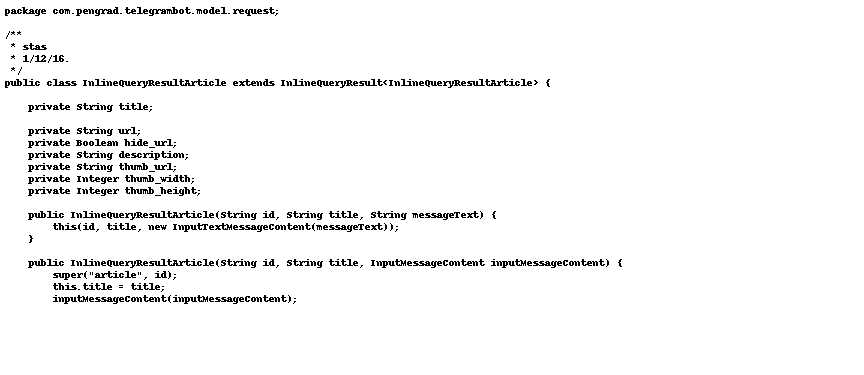 package com.pengrad.telegrambot.model.request;

/**
 * stas
 * 1/12/16.
 */
public class InlineQueryResultArticle extends InlineQueryResult<InlineQueryResultArticle> {

    private String title;

    private String url;
    private Boolean hide_url;
    private String description;
    private String thumb_url;
    private Integer thumb_width;
    private Integer thumb_height;

    public InlineQueryResultArticle(String id, String title, String messageText) {
        this(id, title, new InputTextMessageContent(messageText));
    }

    public InlineQueryResultArticle(String id, String title, InputMessageContent inputMessageContent) {
        super("article", id);
        this.title = title;
        inputMessageContent(inputMessageContent);